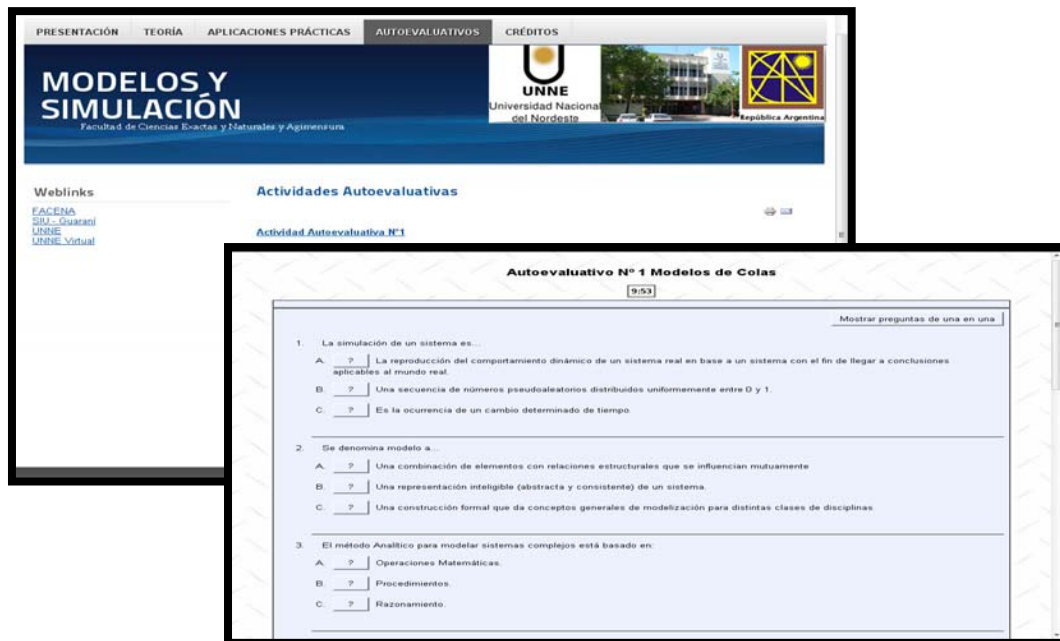 PRESENTACIÓN TEORÍA APLICACIONES PRÁCTICAS AUTOEVALUATIVOS CRÉDITOS
MODELOS Y
SIMULACIÓN
Facultad de Ciencias Exactas y Naturales y Agimensura
UNNE
Universidad Nacional
del Nordeste
República Argentina
Weblinks
FACENA
SIU - Guaraní
UNNE
UNNE Virtual
Actividades Autoevaluativas
Actividad Autoevaluativa Nº1
Autoevaluativo Nº 1 Modelos de Colas
9:53
Mostrar preguntas de una en una
1. La simulación de un sistema es...
A. ? La reproducción del comportamiento dinámico de un sistema real en base a un sistema con el fin de llegar a conclusiones
aplicables al mundo real.
B. ? Una secuencia de números pseudoaleatorios distribuidos uniformemente entre 0 y 1.
C. ? Es la ocurrencia de un cambio determinado de tiempo.
2. Se denomina modelo a...
A. ? Una combinación de elementos con relaciones estructurales que se influencian mutuamente
B. ? Una representación inteligible (abstracta y consistente) de un sistema.
C. ? Una construcción formal que da conceptos generales de modelización para distintas clases de disciplinas
3. El método Analítico para modelar sistemas complejos está basado en:
A. ? Operaciones Matemáticas.
B. ? Procedimientos.
C. ? Razonamiento.